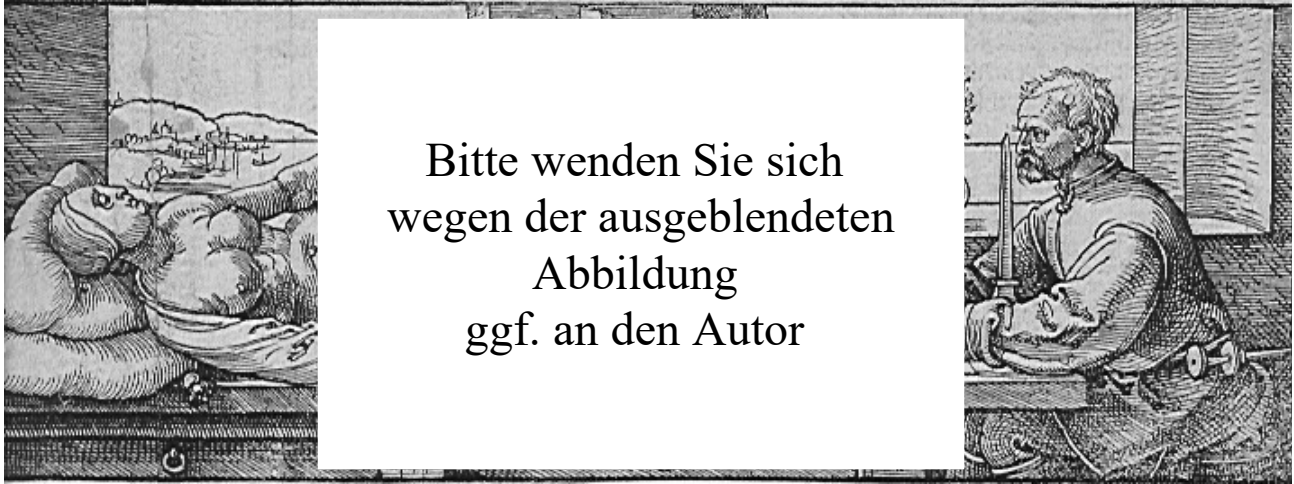 Bitte wenden Sie sich
wegen der ausgeblendeten
Abbildung
ggf. an den Autor